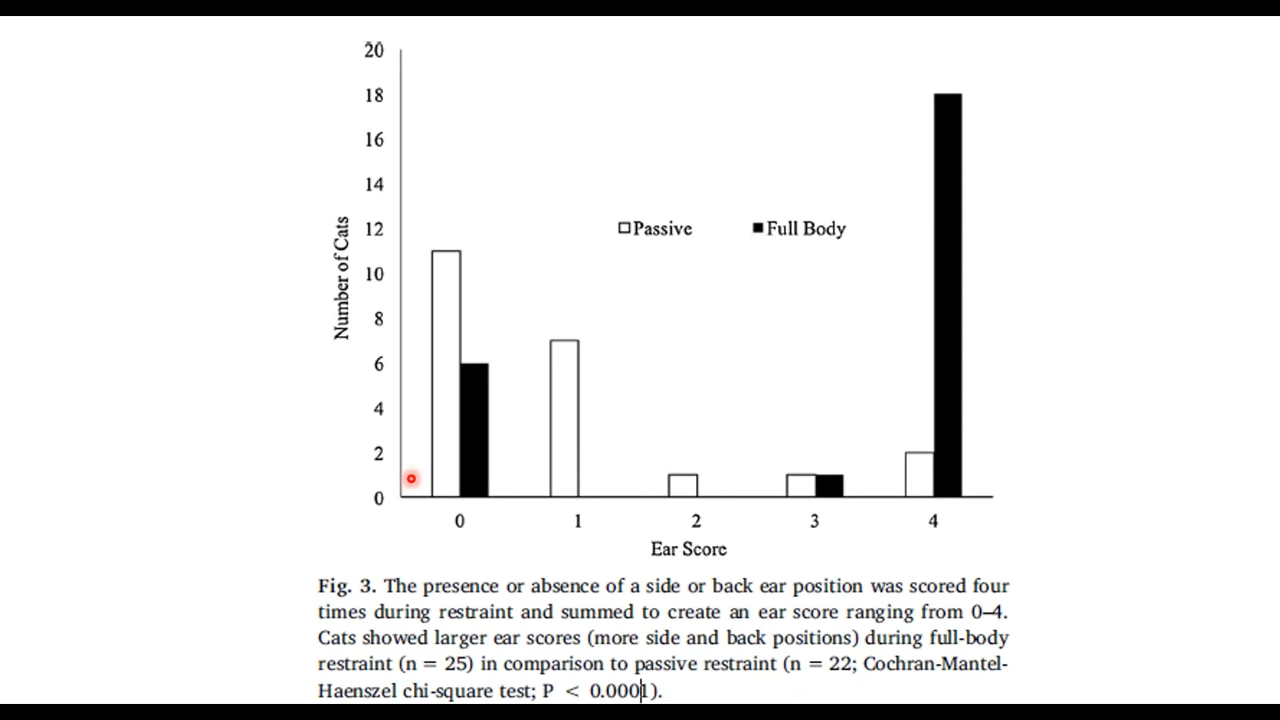 20
18
16
14
12
10
8
6
4
2
0
Number of Cats
Passive
Full Body
0 1 2 3 4
Ear Score
Fig. 3. The presence or absence of a side or back ear position was scored four
times during restraint and summed to create an ear score ranging from 0–4.
Cats showed larger ear scores (more side and back positions) during full-body
restraint (n = 25) in comparison to passive restraint (n = 22; Cochran-Mantel-
Haenszel chi-square test; P < 0.0001).